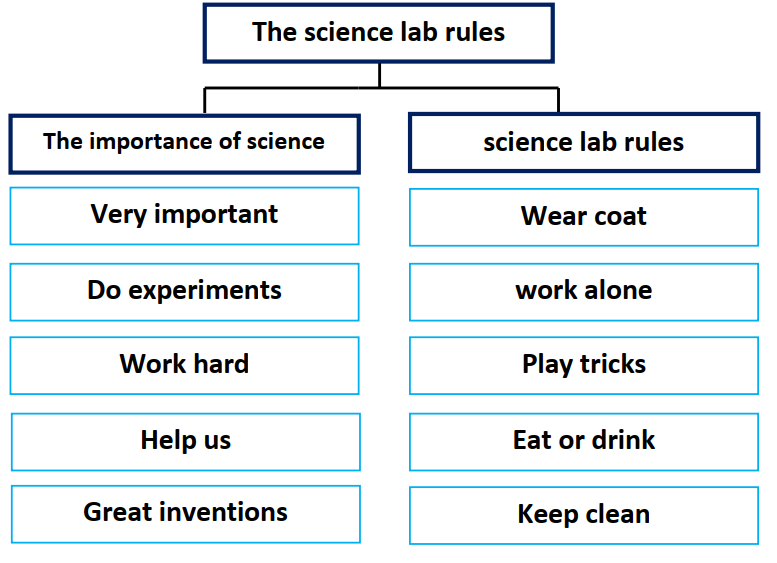 The science lab rules
The importance of science
Very important
Do experiments
Work hard
Help us
Great inventions
science lab rules
Wear coat
work alone
Play tricks
Eat or drink
Keep clean